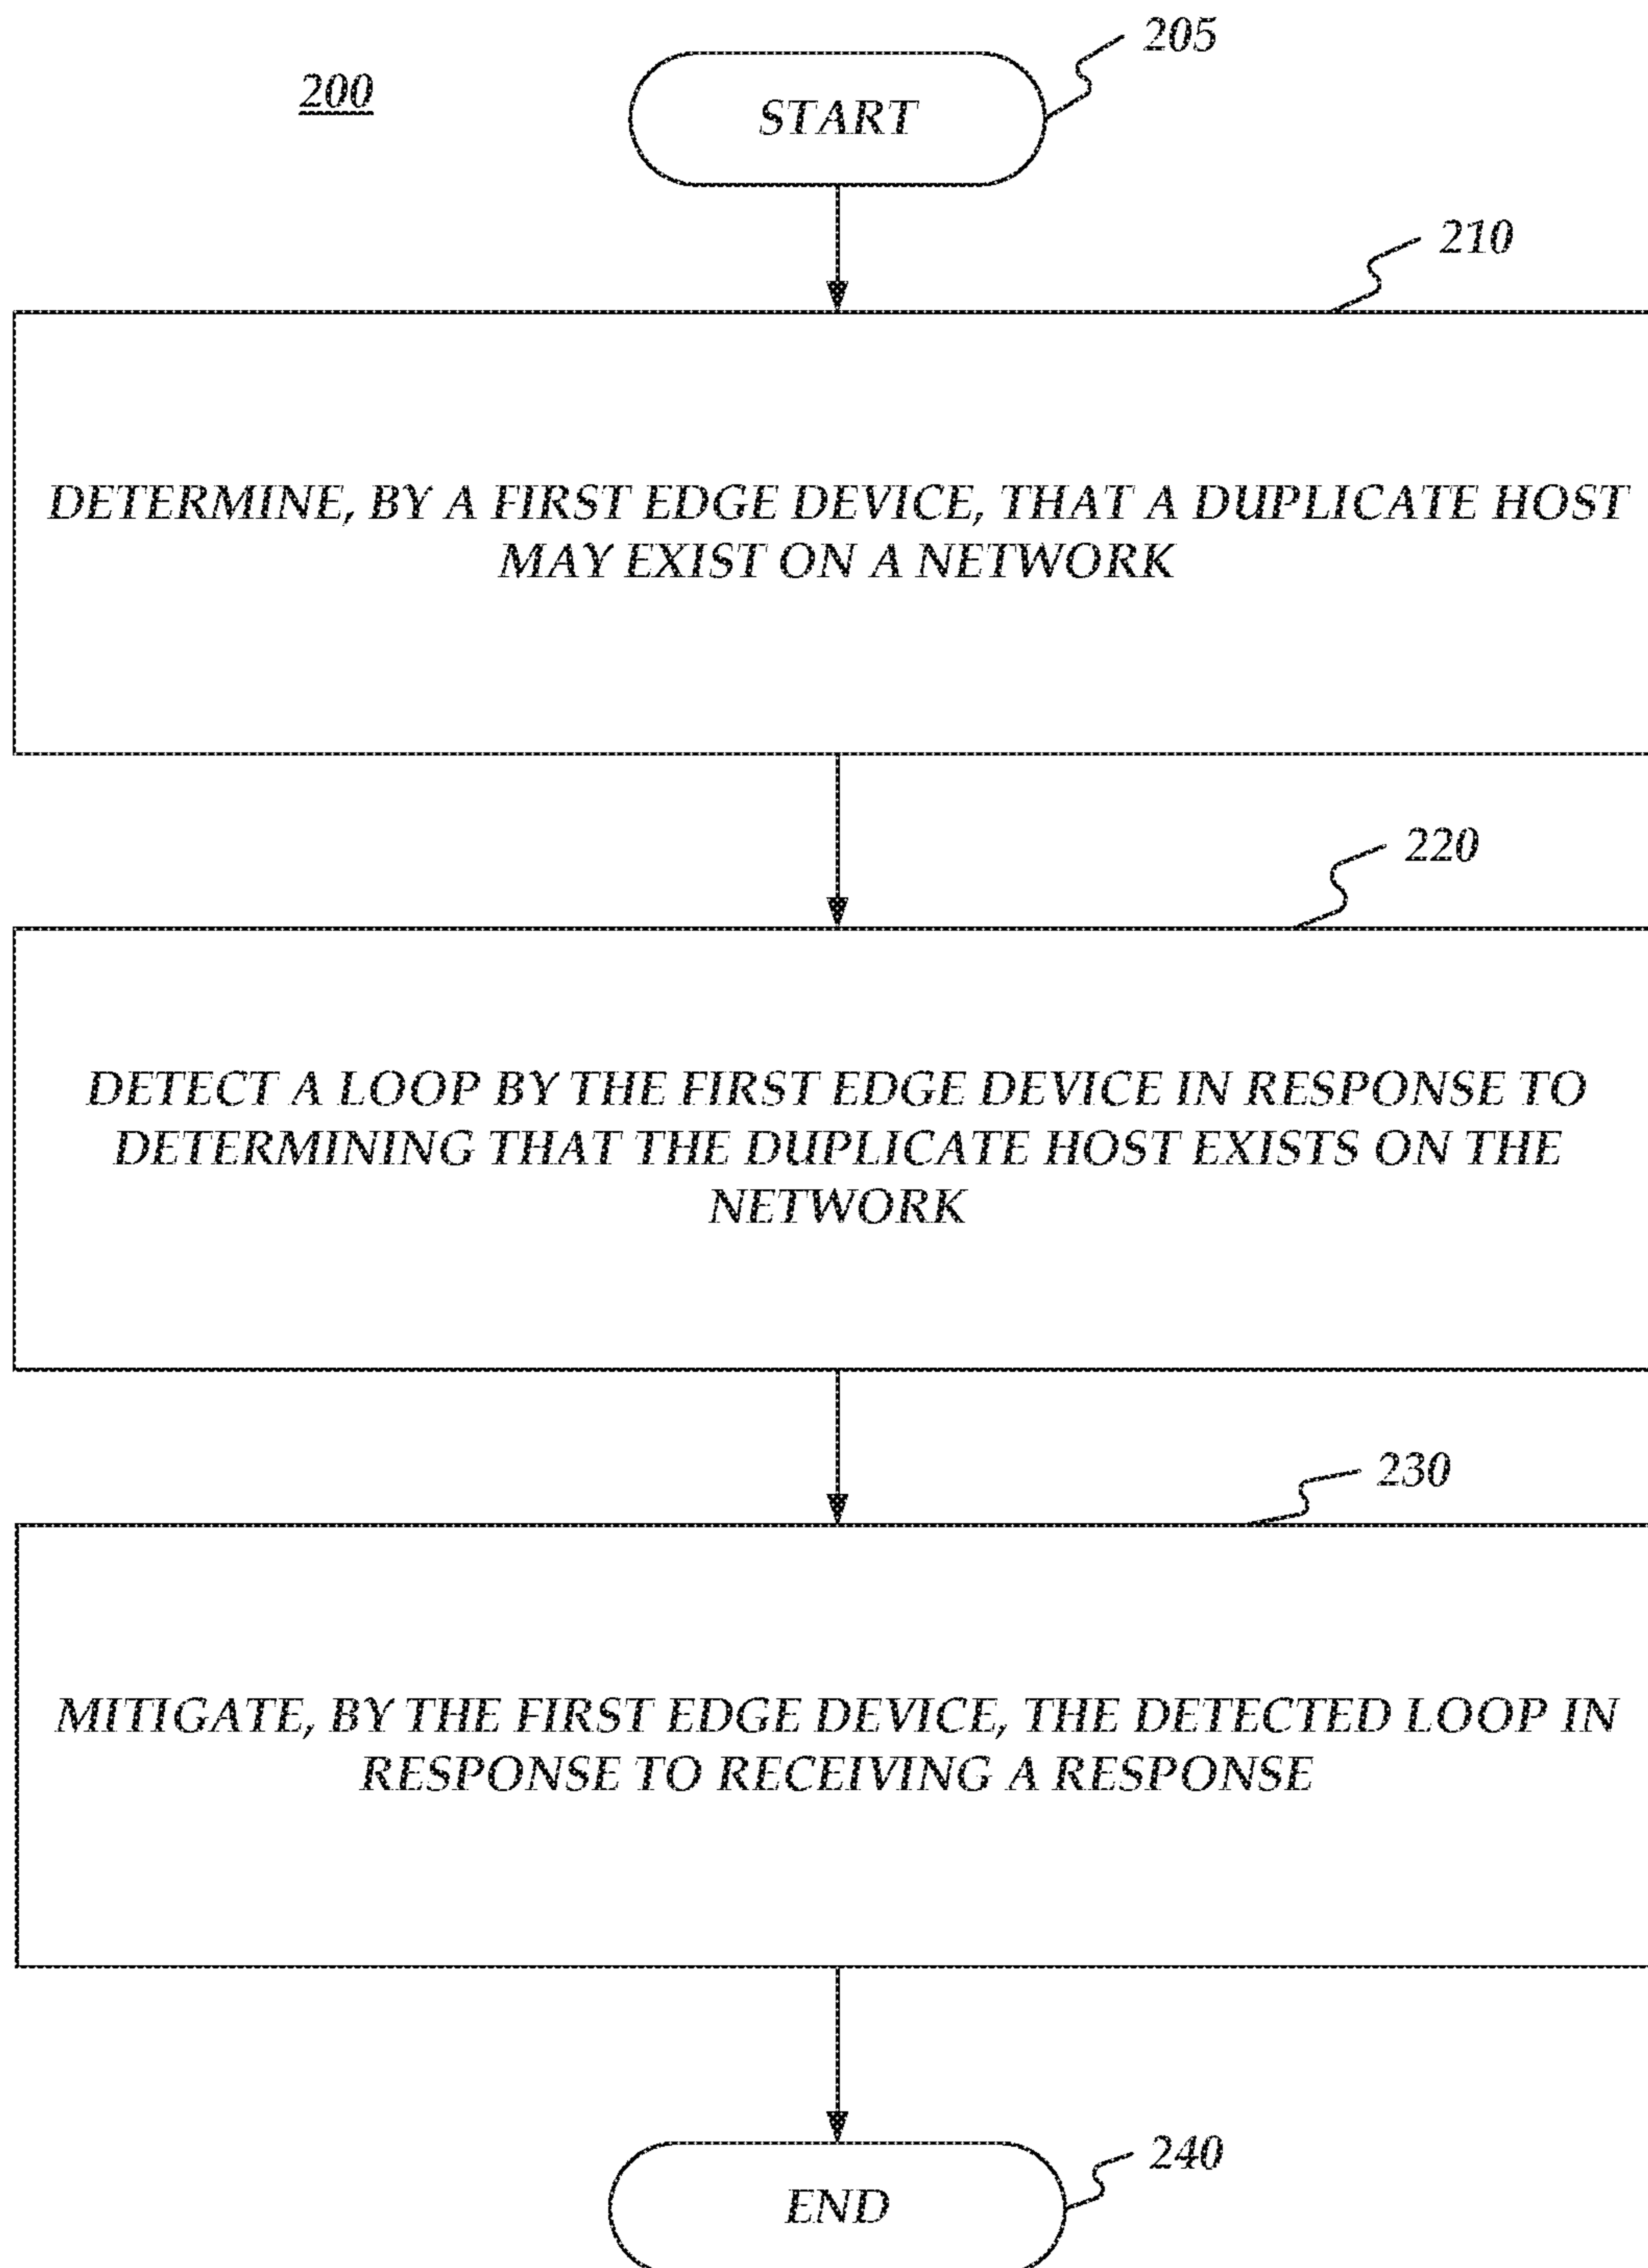 205
200
START
210
DETERMINE, BY A FIRST EDGE DEVICE, THAT A DUPLICATE HOST
MAY EXIST ON A NETWORK
220
DETECT A LOOP BY THE FIRST EDGE DEVICE IN RESPONSE TO
DETERMINING THAT THE DUPLICATE HOST EXISTS ON THE
NETWORK
230
MITIGATE, BY THE FIRST EDGE DEVICE, THE DETECTED LOOP IN
RESPONSE TO RECEIVING A RESPONSE
240
END